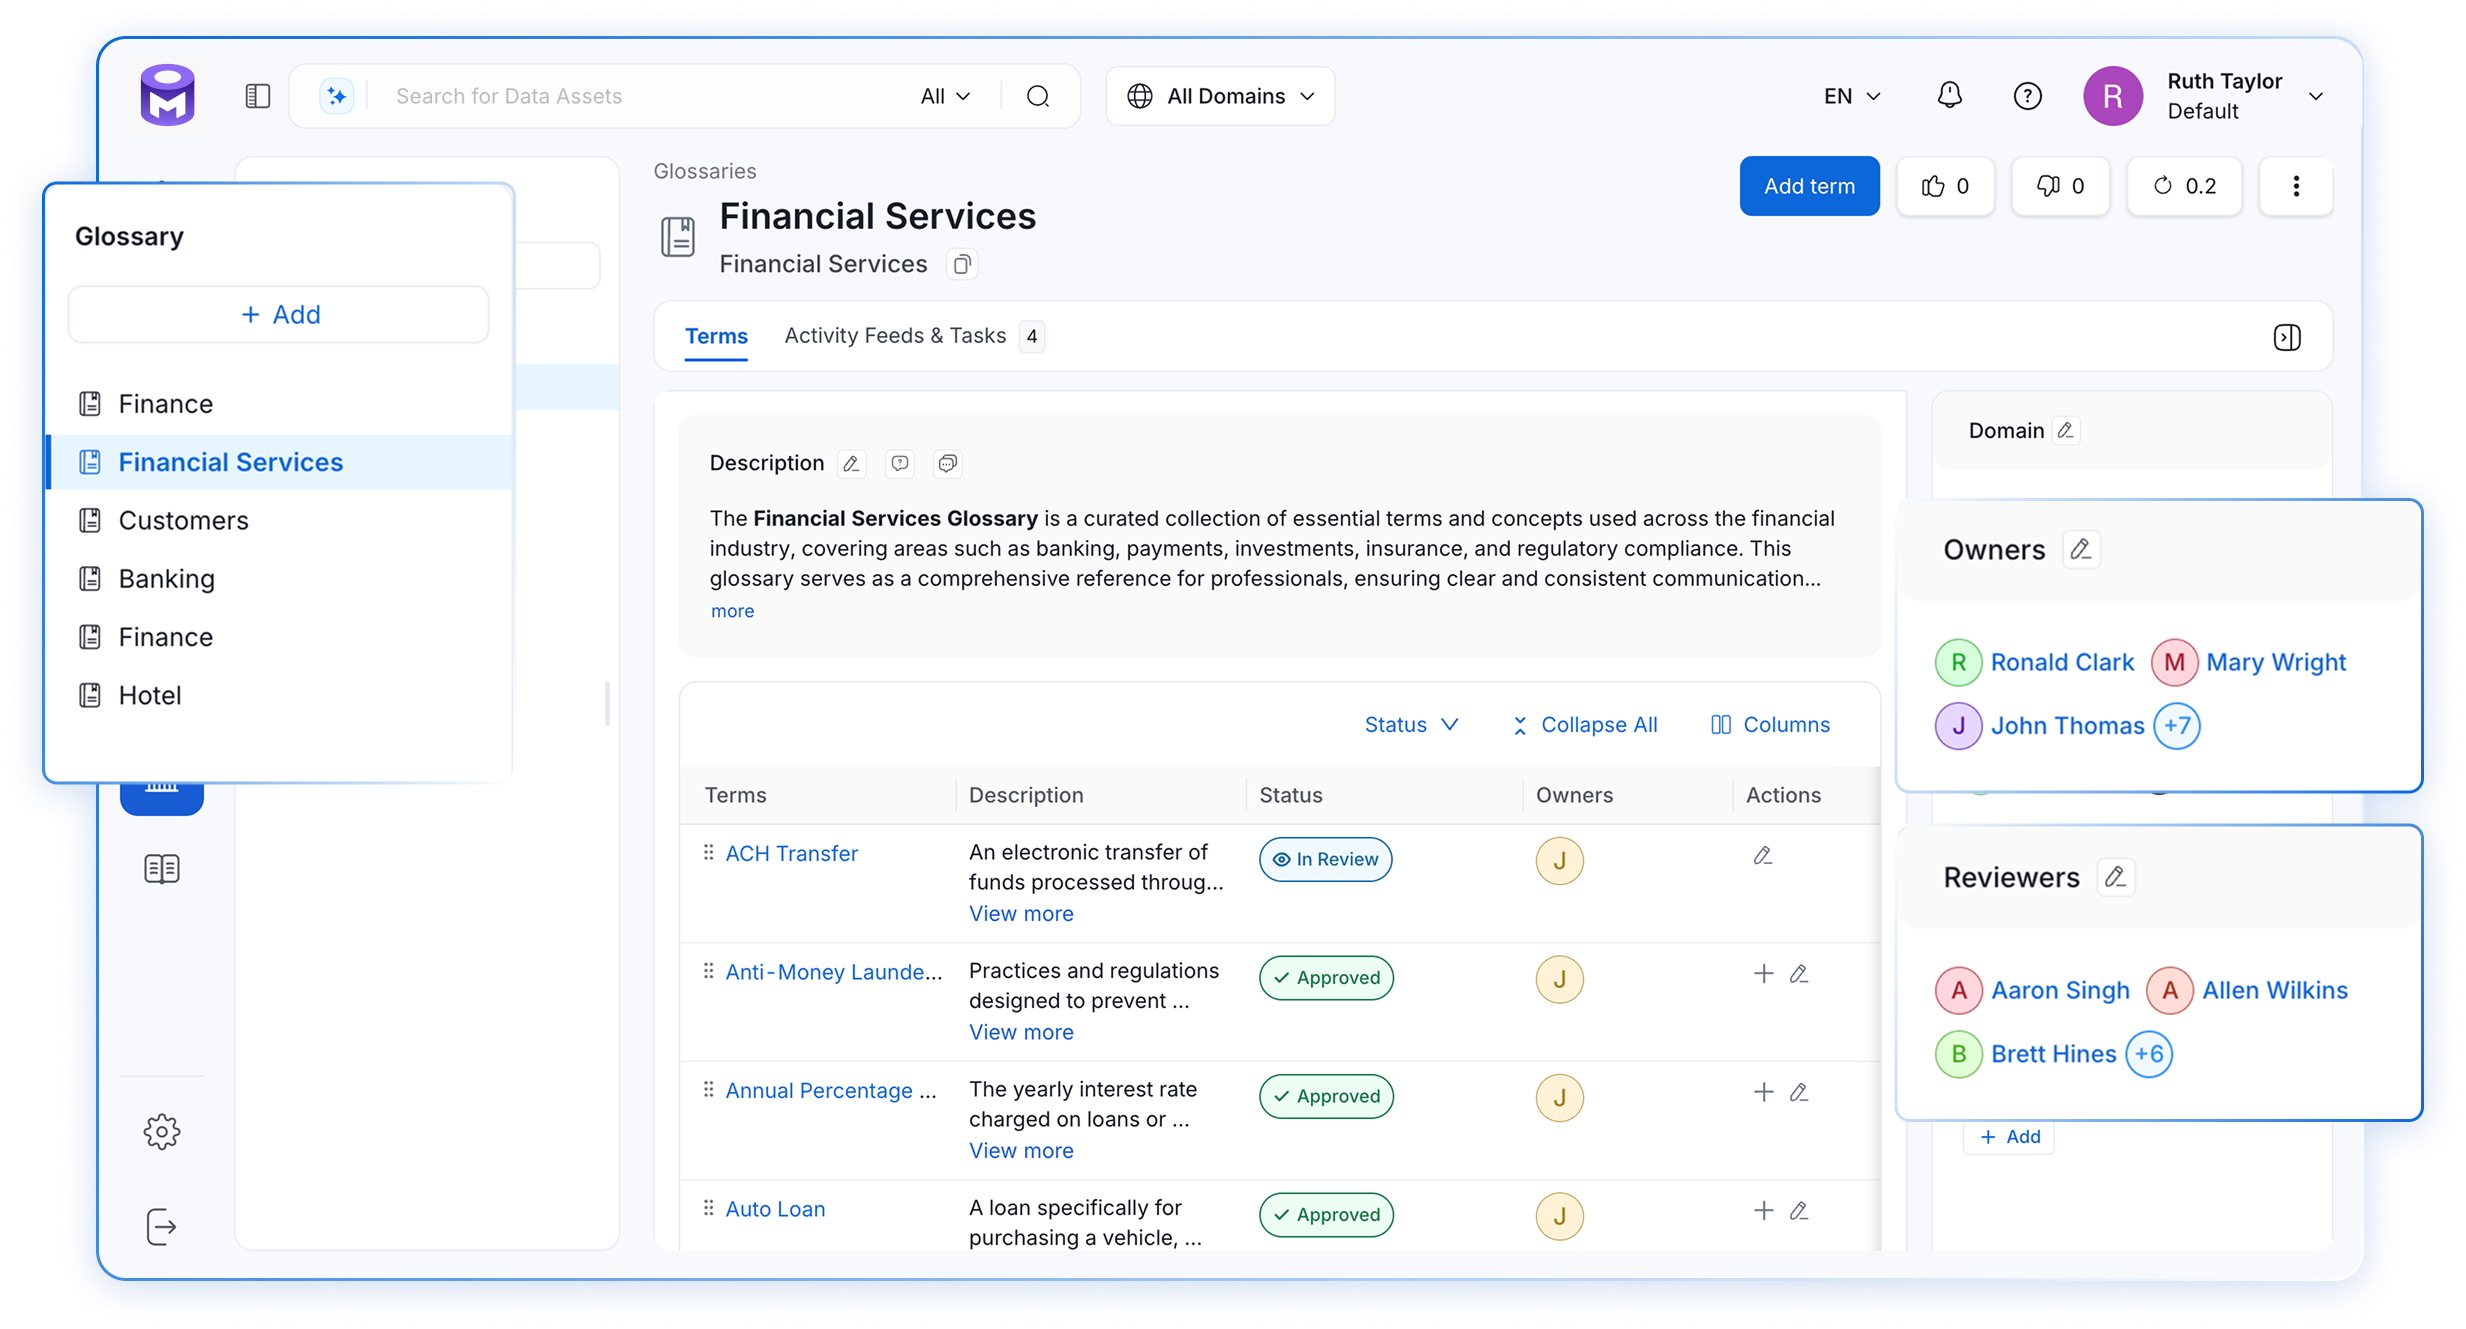 Search for Data Assets
All
All Domains
EN
R
Ruth Taylor
Default
Glossary
+ Add
Finance
Financial Services
Customers
Banking
Finance
Hotel
Glossaries
Financial Services
Financial Services
Add term
0
0
0.2
Terms
Activity Feeds & Tasks 4
Description
The Financial Services Glossary is a curated collection of essential terms and concepts used across the financial
industry, covering areas such as banking, payments, investments, insurance, and regulatory compliance. This
glossary serves as a comprehensive reference for professionals, ensuring clear and consistent communication...
more
Status
Collapse All
Columns
Terms Description Status Owners Actions
ACH Transfer
An electronic transfer of
funds processed throug...
View more
In Review
J
Anti-Money Launde...
Practices and regulations
designed to prevent ...
View more
Approved
J
Annual Percentage ...
The yearly interest rate
charged on loans or ...
View more
Approved
J
Auto Loan
A loan specifically for
purchasing a vehicle, ...
Approved
J
Domain
Owners
R Ronald Clark M Mary Wright
J John Thomas +7
Reviewers
A Aaron Singh A Allen Wilkins
B Brett Hines +6
+ Add